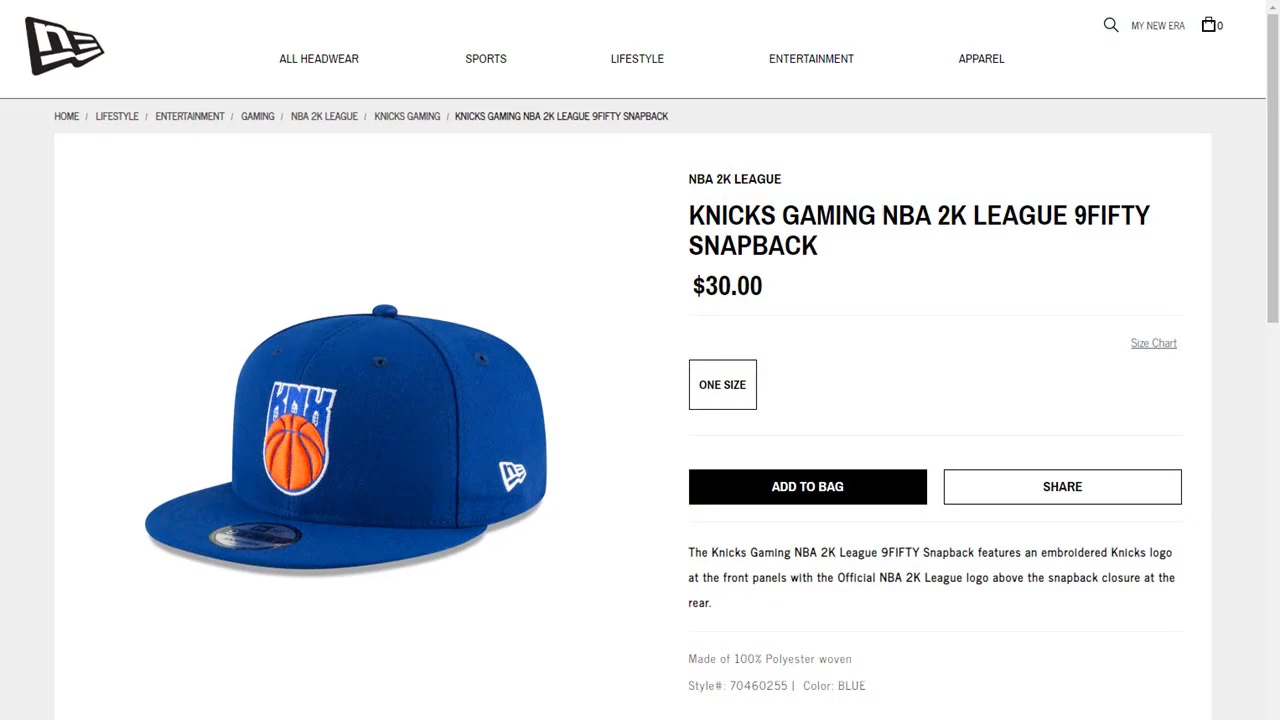 MY NEW ERA
0
ALL HEADWEAR
SPORTS
LIFESTYLE
ENTERTAINMENT
APPAREL
HOME / LIFESTYLE / ENTERTAINMENT / GAMING / NBA 2K LEAGUE / KNICKS GAMING / KNICKS GAMING NBA 2K LEAGUE 9FIFTY SNAPBACK
NBA 2K LEAGUE
KNICKS GAMING NBA 2K LEAGUE 9FIFTY
SNAPBACK
$30.00
Size Chart
ONE SIZE
KNX
ADD TO BAG
SHARE
The Knicks Gaming NBA 2K League 9FIFTY Snapback features an embroidered Knicks logo
at the front panels with the Official NBA 2K League logo above the snapback closure at the
rear.
Made of 100% Polyester woven
Style#: 70460255 | Color: BLUE